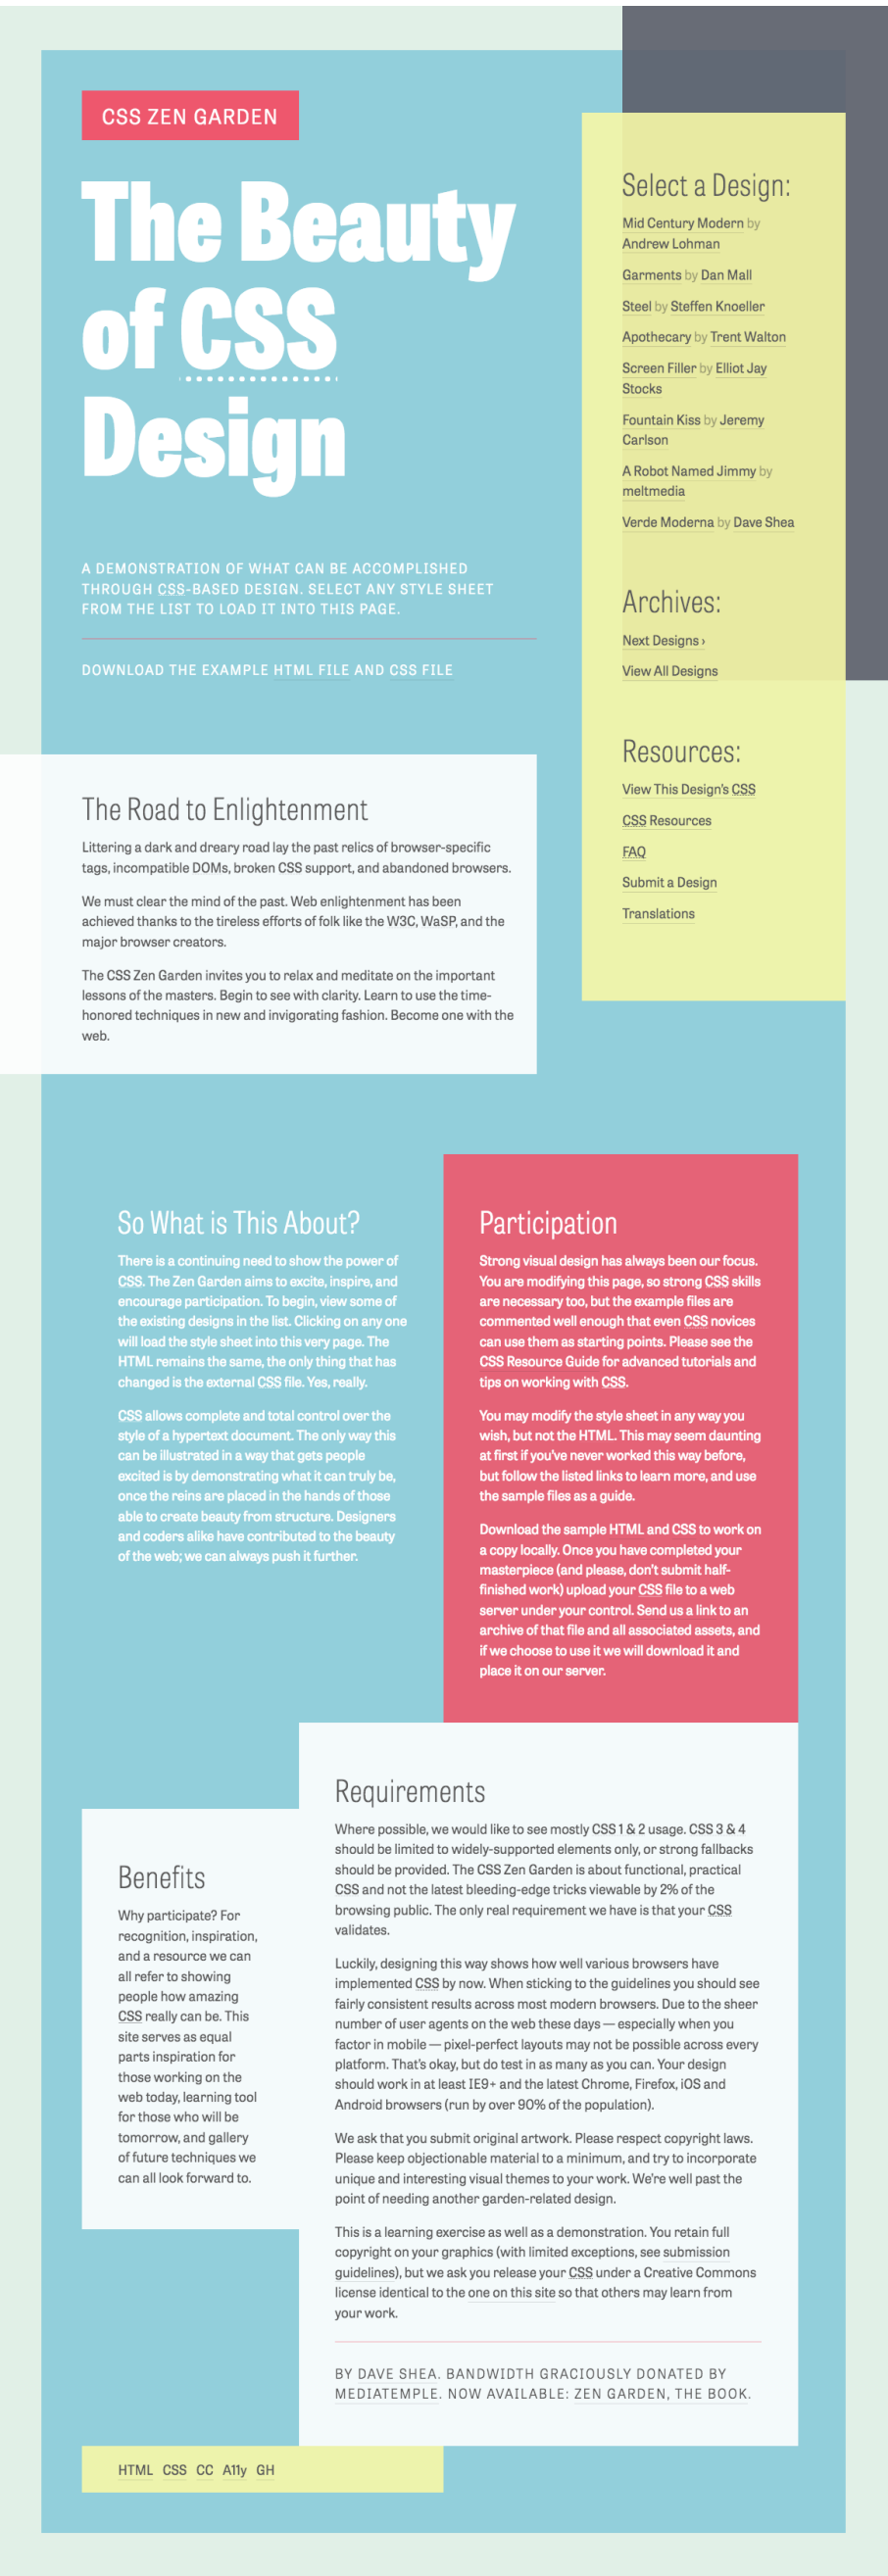 CSS ZEN GARDEN
The Beauty
of CSS
Design
A DEMONSTRATION OF WHAT CAN BE ACCOMPLISHED
THROUGH CSS-BASED DESIGN. SELECT ANY STYLE SHEET
FROM THE LIST TO LOAD IT INTO THIS PAGE.
DOWNLOAD THE EXAMPLE HTML FILE AND CSS FILE
Select a Design:
Mid Century Modern by
Andrew Lohman
Garments by Dan Mall
Steel by Steffen Knoeller
Apothecary by Trent Walton
Screen Filler by Elliot Jay
Stocks
Fountain Kiss by Jeremy
Carlson
A Robot Named Jimmy by
meltmedia
Verde Moderna by Dave Shea
Archives:
Next Designs ›
View All Designs
Resources:
View This Design's CSS
CSS Resources
FAQ
Submit a Design
Translations
The Road to Enlightenment
Littering a dark and dreary road lay the past relics of browser-specific
tags, incompatible DOMs, broken CSS support, and abandoned browsers.
We must clear the mind of the past. Web enlightenment has been
achieved thanks to the tireless efforts of folk like the W3C, WaSP, and the
major browser creators.
The CSS Zen Garden invites you to relax and meditate on the important
lessons of the masters. Begin to see with clarity. Learn to use the time-
honored techniques in new and invigorating fashion. Become one with the
web.
So What is This About?
There is a continuing need to show the power of
CSS. The Zen Garden aims to excite, inspire, and
encourage participation. To begin, view some of
the existing designs in the list. Clicking on any one
will load the style sheet into this very page. The
HTML remains the same, the only thing that has
changed is the external CSS file. Yes, really.
CSS allows complete and total control over the
style of a hypertext document. The only way this
can be illustrated in a way that gets people
excited is by demonstrating what it can truly be,
once the reins are placed in the hands of those
able to create beauty from structure. Designers
and coders alike have contributed to the beauty
of the web; we can always push it further.
Participation
Strong visual design has always been our focus.
You are modifying this page, so strong CSS skills
are necessary too, but the example files are
commented well enough that even CSS novices
can use them as starting points. Please see the
CSS Resource Guide for advanced tutorials and
tips on working with CSS.
You may modify the style sheet in any way you
wish, but not the HTML. This may seem daunting
at first if you've never worked this way before,
but follow the listed links to learn more, and use
the sample files as a guide.
Download the sample HTML and CSS to work on
a copy locally. Once you have completed your
masterpiece (and please, don't submit half-
finished work) upload your CSS file to a web
server under your control. Send us a link to an
archive of that file and all associated assets, and
if we choose to use it we will download it and
place it on our server.
Benefits
Why participate? For
recognition, inspiration,
and a resource we can
all refer to showing
people how amazing
CSS really can be. This
site serves as equal
parts inspiration for
those working on the
web today, learning tool
for those who will be
tomorrow, and gallery
of future techniques we
can all look forward to.
Requirements
Where possible, we would like to see mostly CSS 1 & 2 usage. CSS 3 & 4
should be limited to widely-supported elements only, or strong fallbacks
should be provided. The CSS Zen Garden is about functional, practical
CSS and not the latest bleeding-edge tricks viewable by 2% of the
browsing public. The only real requirement we have is that your CSS
validates.
Luckily, designing this way shows how well various browsers have
implemented CSS by now. When sticking to the guidelines you should see
fairly consistent results across most modern browsers. Due to the sheer
number of user agents on the web these days — especially when you
factor in mobile — pixel-perfect layouts may not be possible across every
platform. That's okay, but do test in as many as you can. Your design
should work in at least IE9+ and the latest Chrome, Firefox, iOS and
Android browsers (run by over 90% of the population).
We ask that you submit original artwork. Please respect copyright laws.
Please keep objectionable material to a minimum, and try to incorporate
unique and interesting visual themes to your work. We're well past the
point of needing another garden-related design.
This is a learning exercise as well as a demonstration. You retain full
copyright on your graphics (with limited exceptions, see submission
guidelines), but we ask you release your CSS under a Creative Commons
license identical to the one on this site so that others may learn from
your work.
BY DAVE SHEA. BANDWIDTH GRACIOUSLY DONATED BY
MEDIATEMPLE. NOW AVAILABLE: ZEN GARDEN, THE BOOK.
HTML CSS CC A11y GH